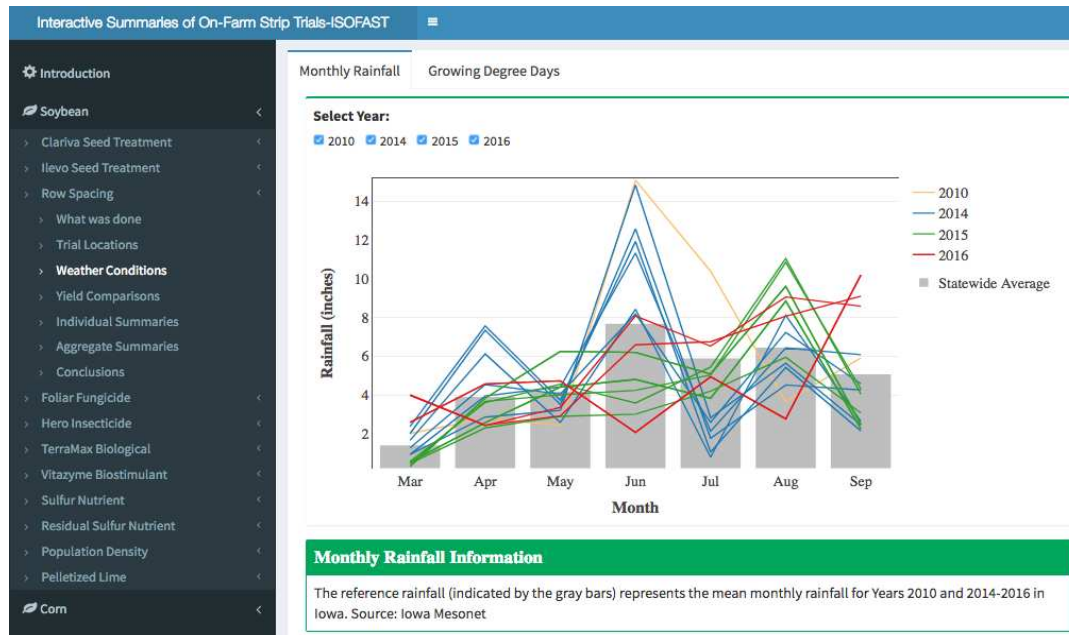 Interactive Summaries of On-Farm Strip Trials-ISOFAST
Introduction
Soybean
Clariva Seed Treatment
Ilevo Seed Treatment
Row Spacing
What was done
Trial Locations
Weather Conditions
Yield Comparisons
Individual Summaries
Aggregate Summaries
Conclusions
Foliar Fungicide
Hero Insecticide
TerraMax Biological
Vitazyme Biostimulant
Sulfur Nutrient
Residual Sulfur Nutrient
Population Density
Pelletized Lime
Corn
Monthly Rainfall Growing Degree Days
Select Year:
2010 2014 2015 2016
Rainfall (inches)
14
12
10
8
6
4
2
Mar Apr May Jun Jul Aug Sep
Month
2010
2014
2015
2016
Statewide Average
Monthly Rainfall Information
The reference rainfall (indicated by the gray bars) represents the mean monthly rainfall for Years 2010 and 2014-2016 in
Iowa. Source: Iowa Mesonet